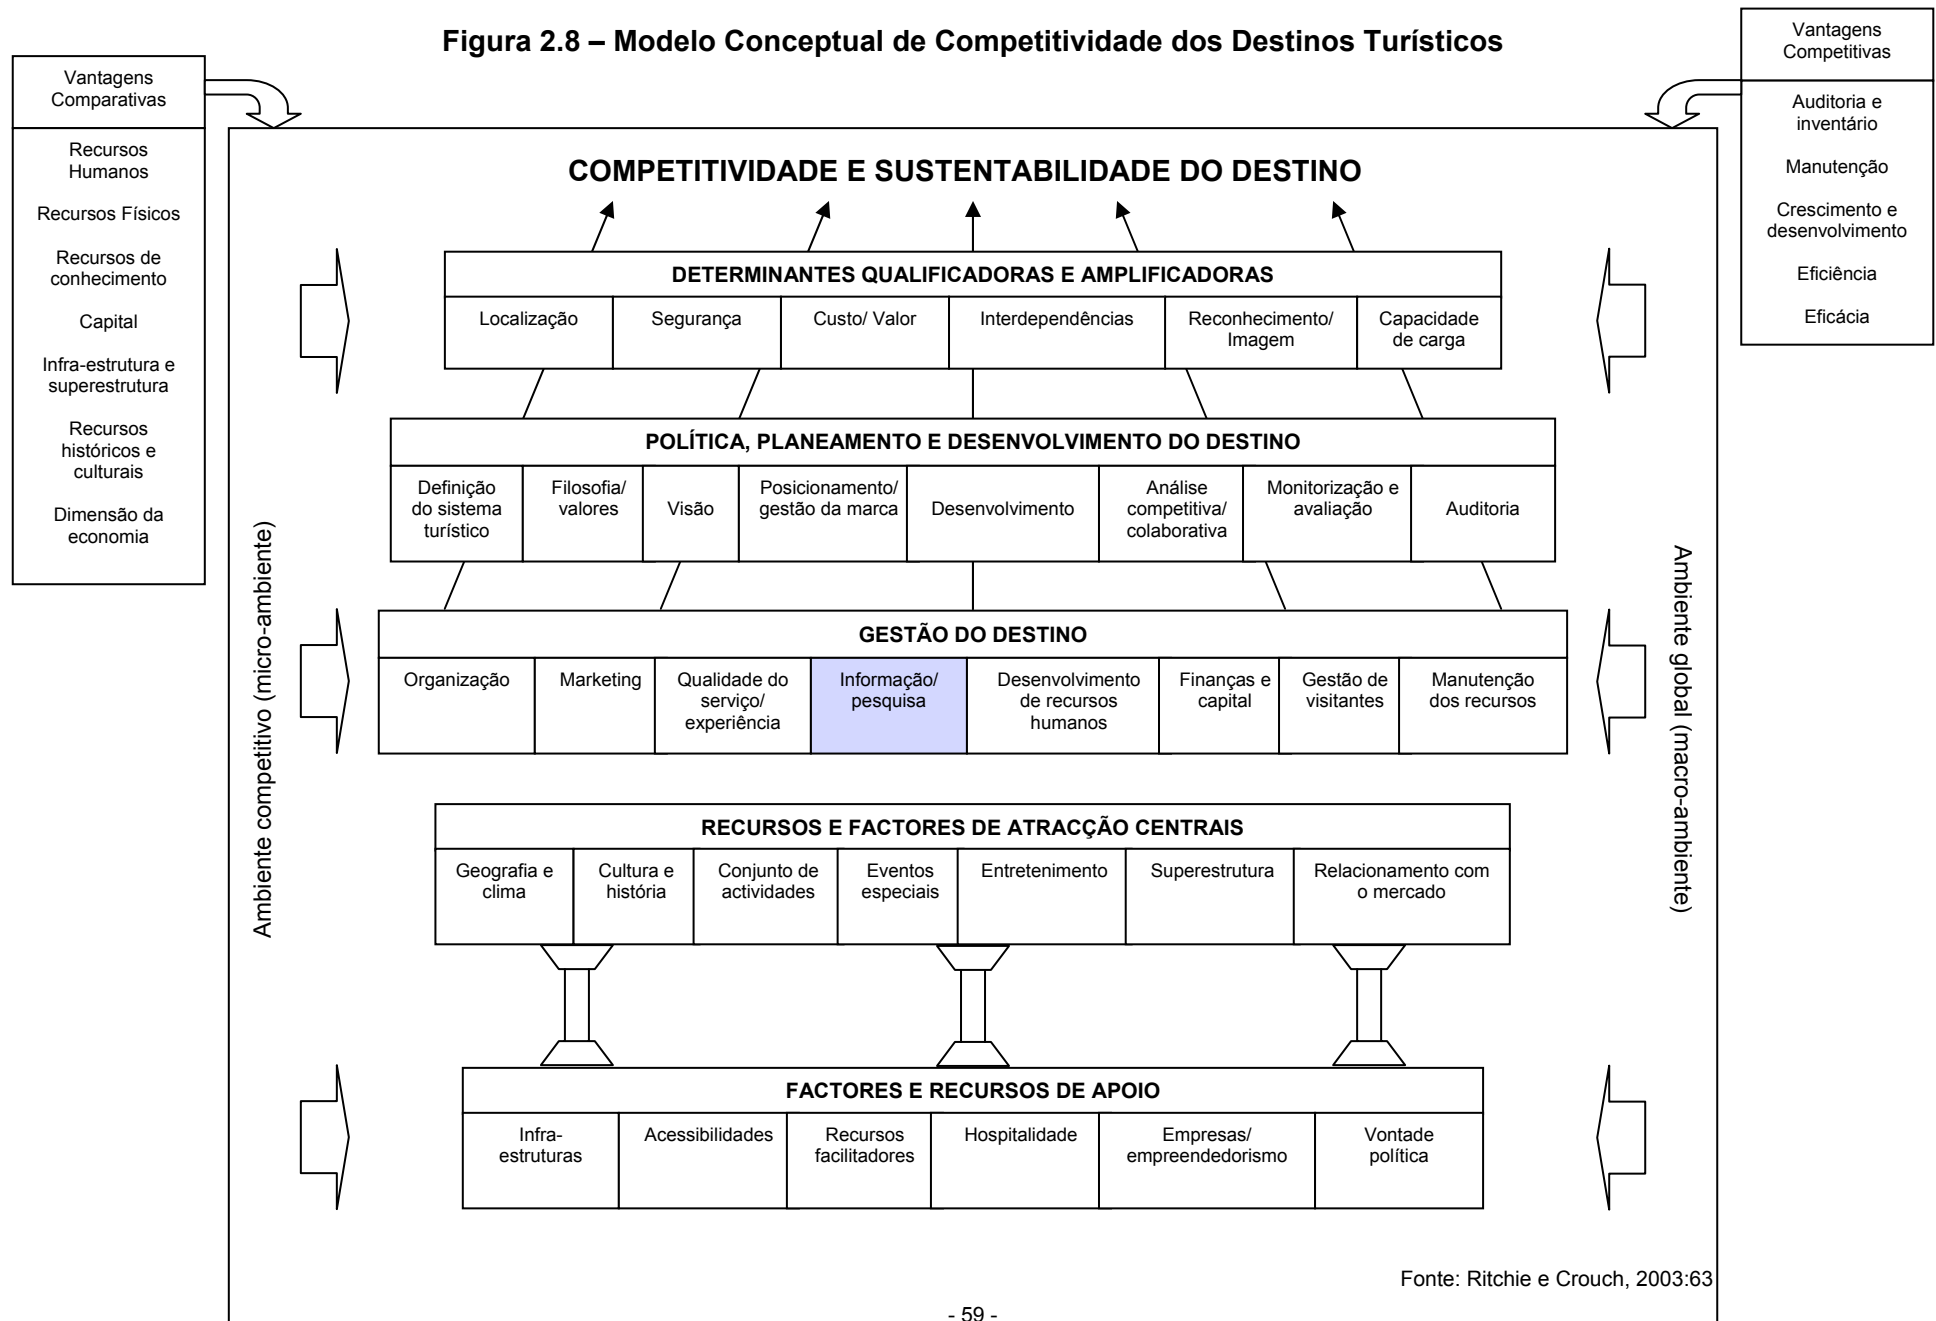 Figura 2.8 – Modelo Conceptual de Competitividade dos Destinos Turísticos
Vantagens
Comparativas
Recursos
Humanos
Recursos Físicos
Recursos de
conhecimento
Capital
Infra-estrutura e
superestrutura
Recursos
históricos e
culturais
Dimensão da
economia
Vantagens
Competitivas
Auditoria e
inventário
Manutenção
Crescimento e
desenvolvimento
Eficiência
Eficácia
COMPETITIVIDADE E SUSTENTABILIDADE DO DESTINO
DETERMINANTES QUALIFICADORAS E AMPLIFICADORAS
Localização
Segurança
Custo/ Valor
Interdependências
Reconhecimento/
Imagem
Capacidade
de carga
POLÍTICA, PLANEAMENTO E DESENVOLVIMENTO DO DESTINO
Definição
do sistema
turístico
Filosofia/
valores
Visão
Posicionamento/
gestão da marca
Desenvolvimento
Análise
competitiva/
colaborativa
Monitorização e
avaliação
Auditoria
GESTÃO DO DESTINO
Organização
Marketing
Qualidade do
serviço/
experiência
Informação/
pesquisa
Desenvolvimento
de recursos
humanos
Finanças e
capital
Gestão de
visitantes
Manutenção
dos recursos
RECURSOS E FACTORES DE ATRACÇÃO CENTRAIS
Geografia e
clima
Cultura e
história
Conjunto de
actividades
Eventos
especiais
Entretenimento
Superestrutura
Relacionamento com
o mercado
FACTORES E RECURSOS DE APOIO
Infra-
estruturas
Acessibilidades
Recursos
facilitadores
Hospitalidade
Empresas/
empreendedorismo
Vontade
política
Ambiente competitivo (micro-ambiente)
Ambiente global (macro-ambiente)
Fonte: Ritchie e Crouch, 2003:63
- 59 -